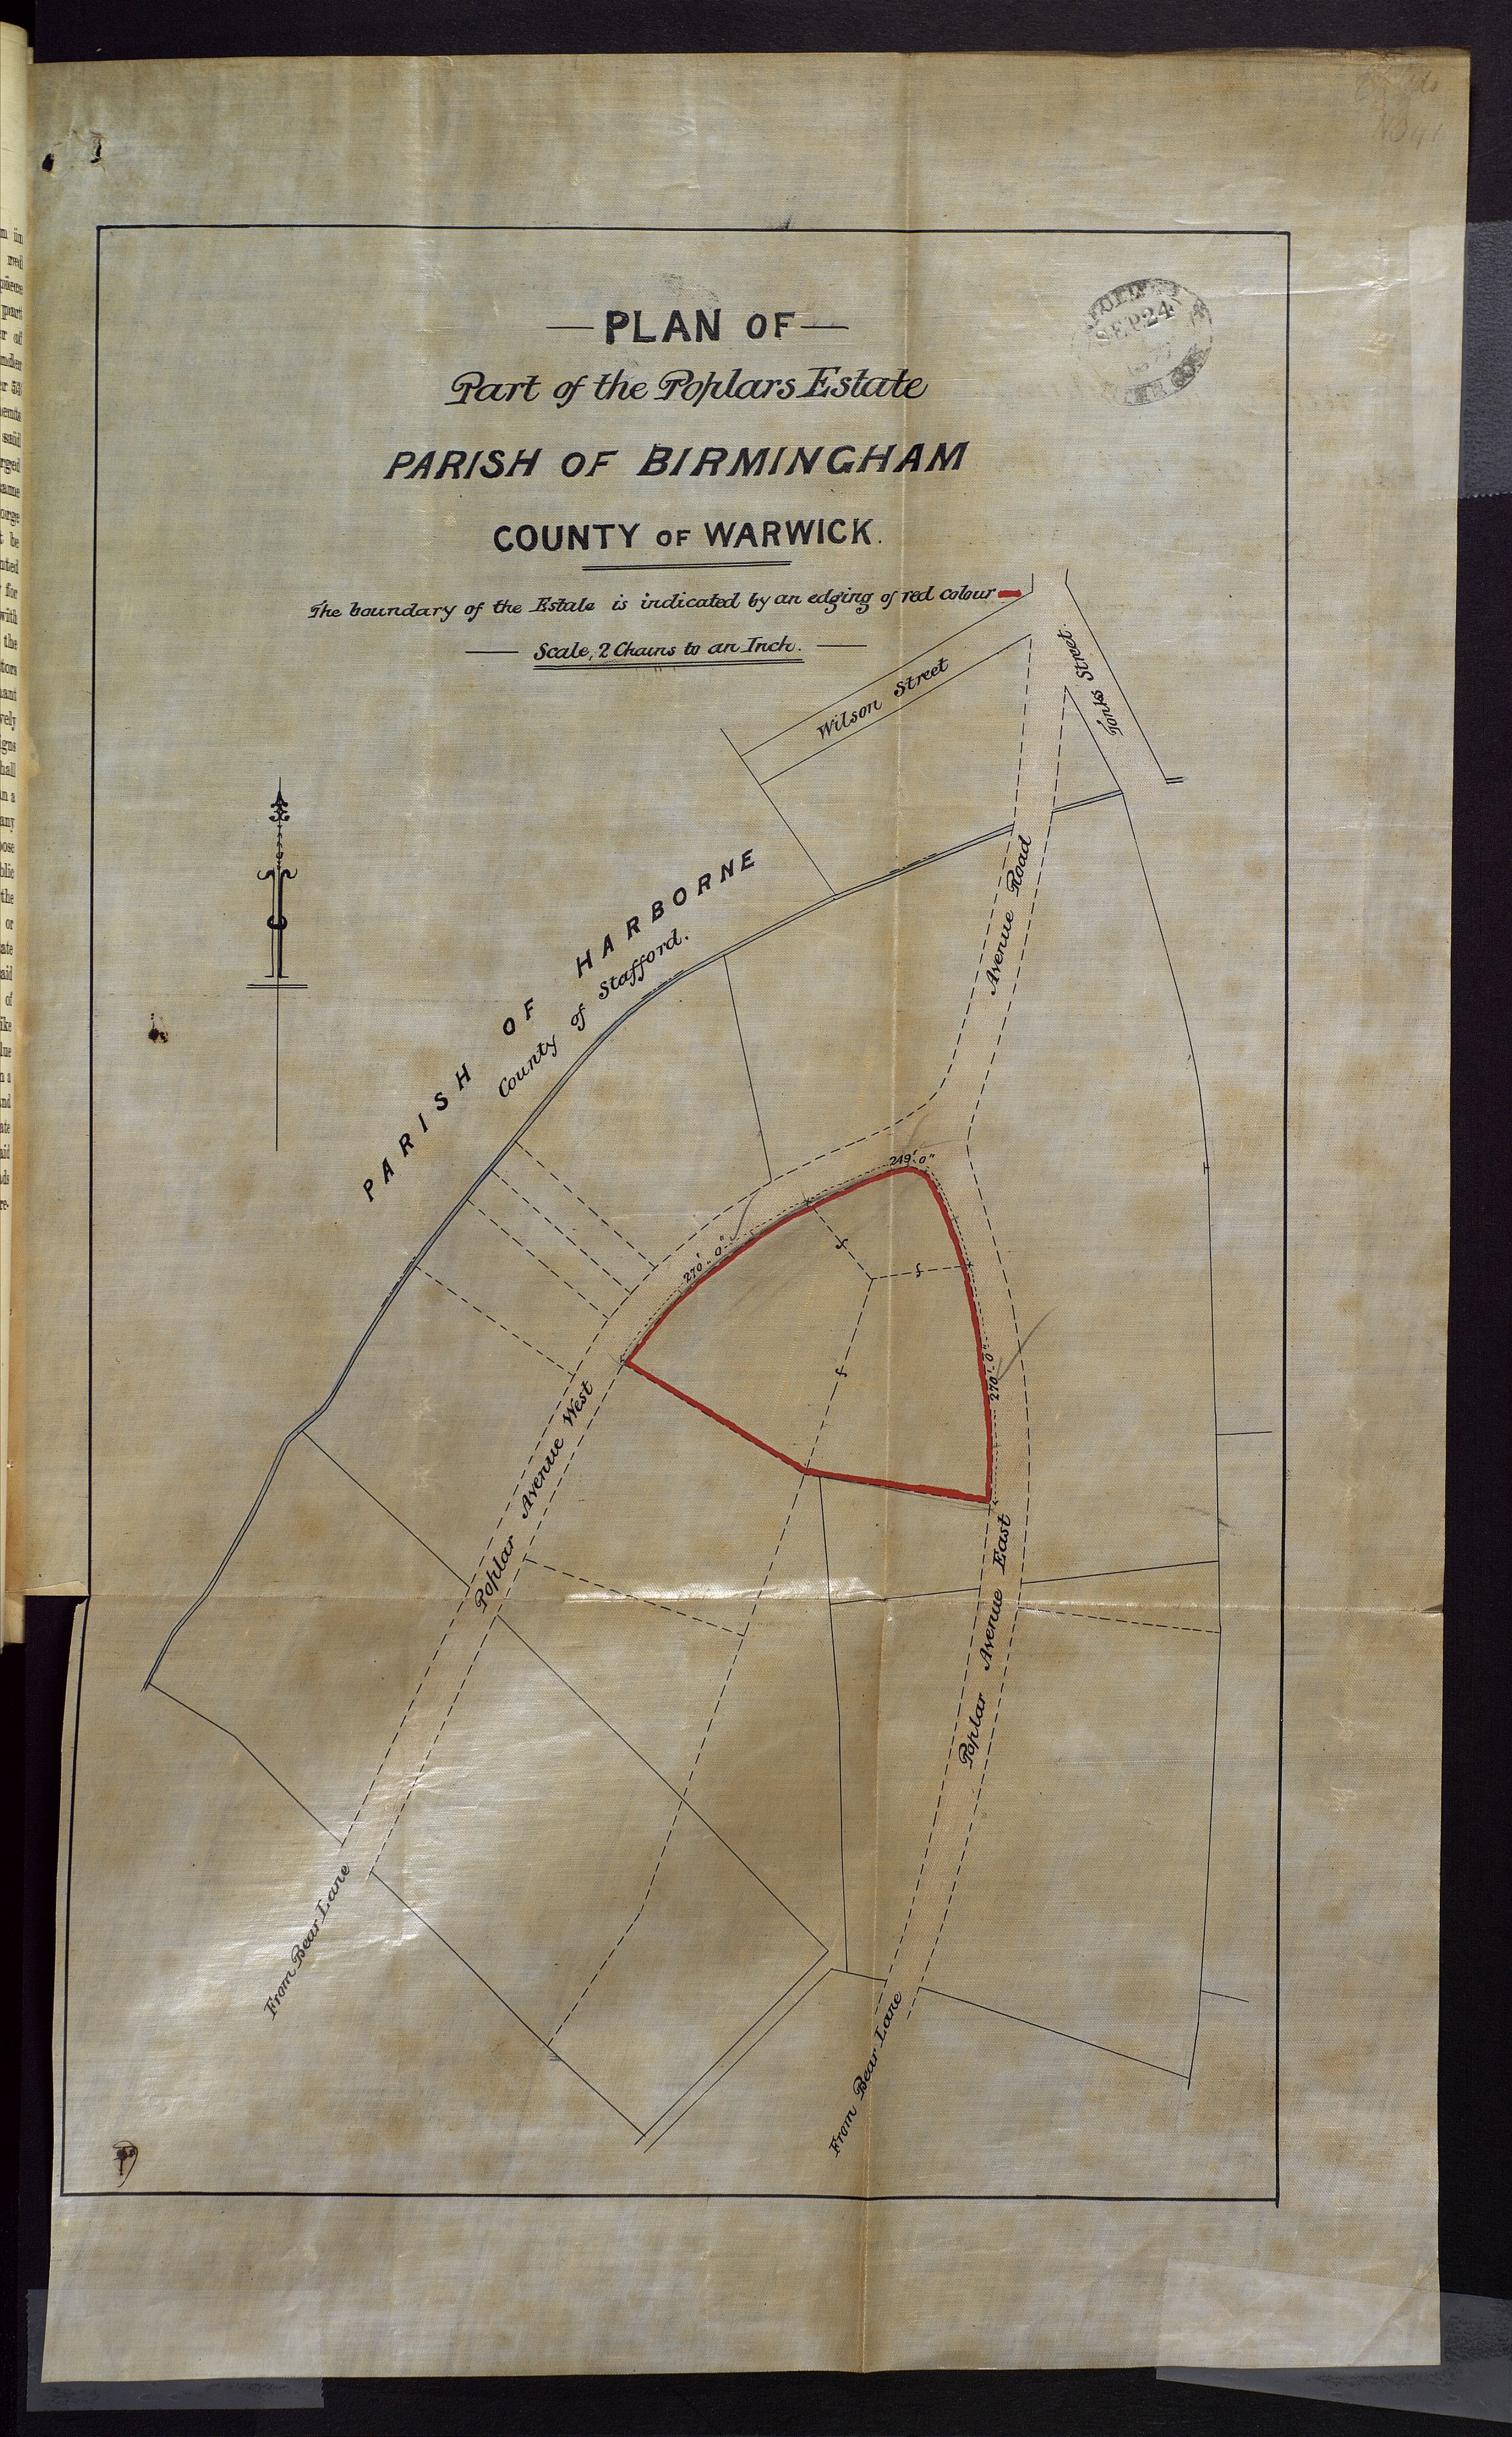 PLAN OF
Part of the Poplars Estate
PARISH OF BIRMINGHAM
COUNTY OF WARWICK.
The boundary of the Estate is indicated by an edging of red colour
Scale, 2 Chains to an Inch.
SEP 24
Wilson Street
Tonks Street.
PARISH OF HARBORNE
County of Stafford.
Avenue Road
249'. 0"
270'. 0"
270'. 0"
Poplar Avenue West
Poplar Avenue East
From Bear Lane
From Bear Lane